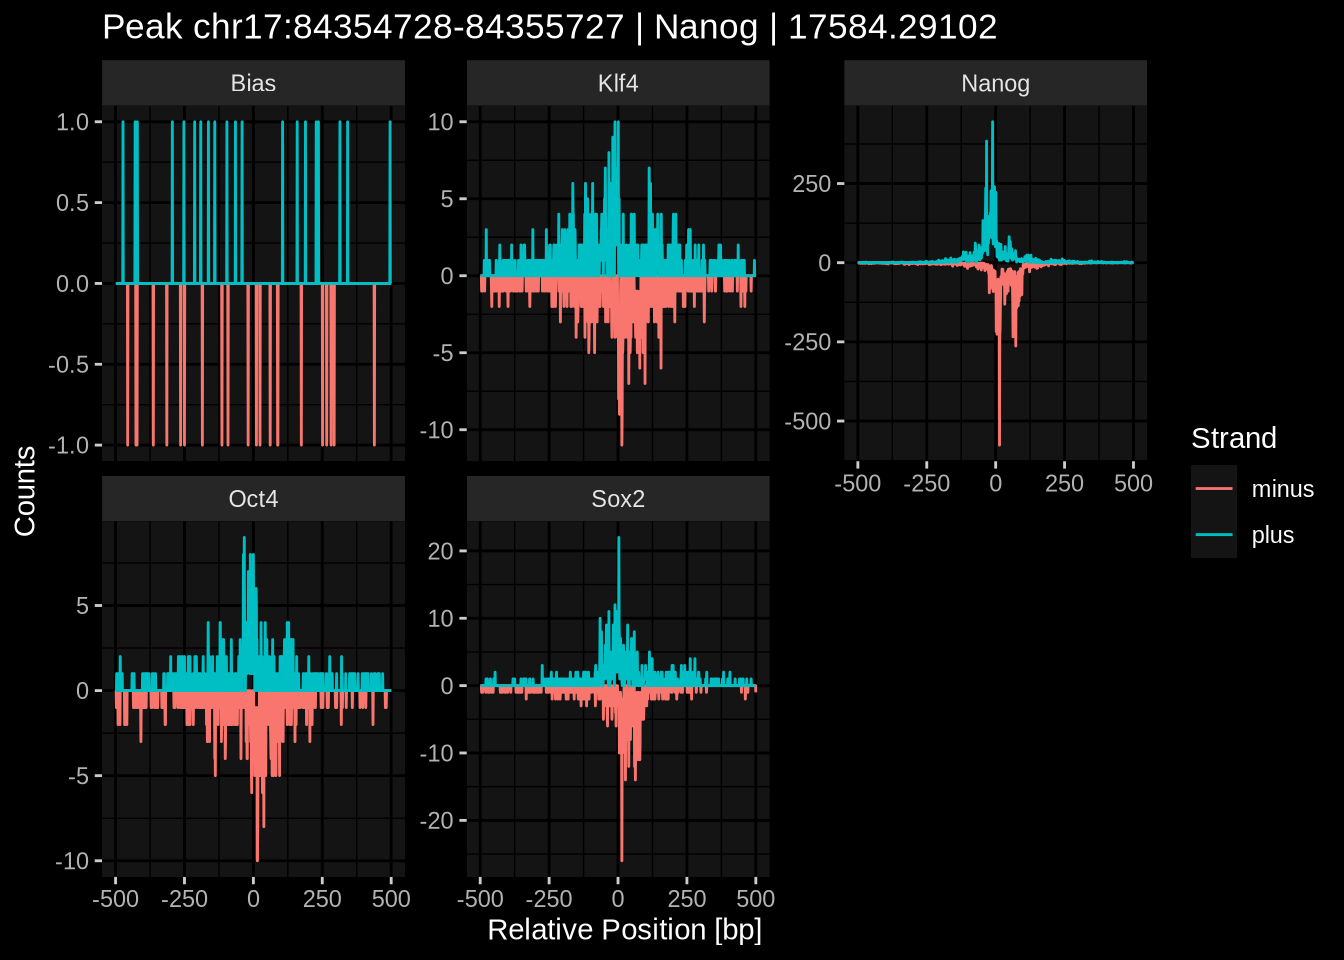 Peak chr17:84354728-84355727 | Nanog | 17584.29102
Bias
Klf4
Nanog
1.0
0.5
0.0
-0.5
-1.0
10
5
0
-5
-10
250
0
-250
-500
-500 -250 0 250 500
Counts
Oct4
Sox2
5
0
-5
-10
20
10
0
-10
-20
-500 -250 0 250 500
-500 -250 0 250 500
Relative Position [bp]
Strand
minus
plus